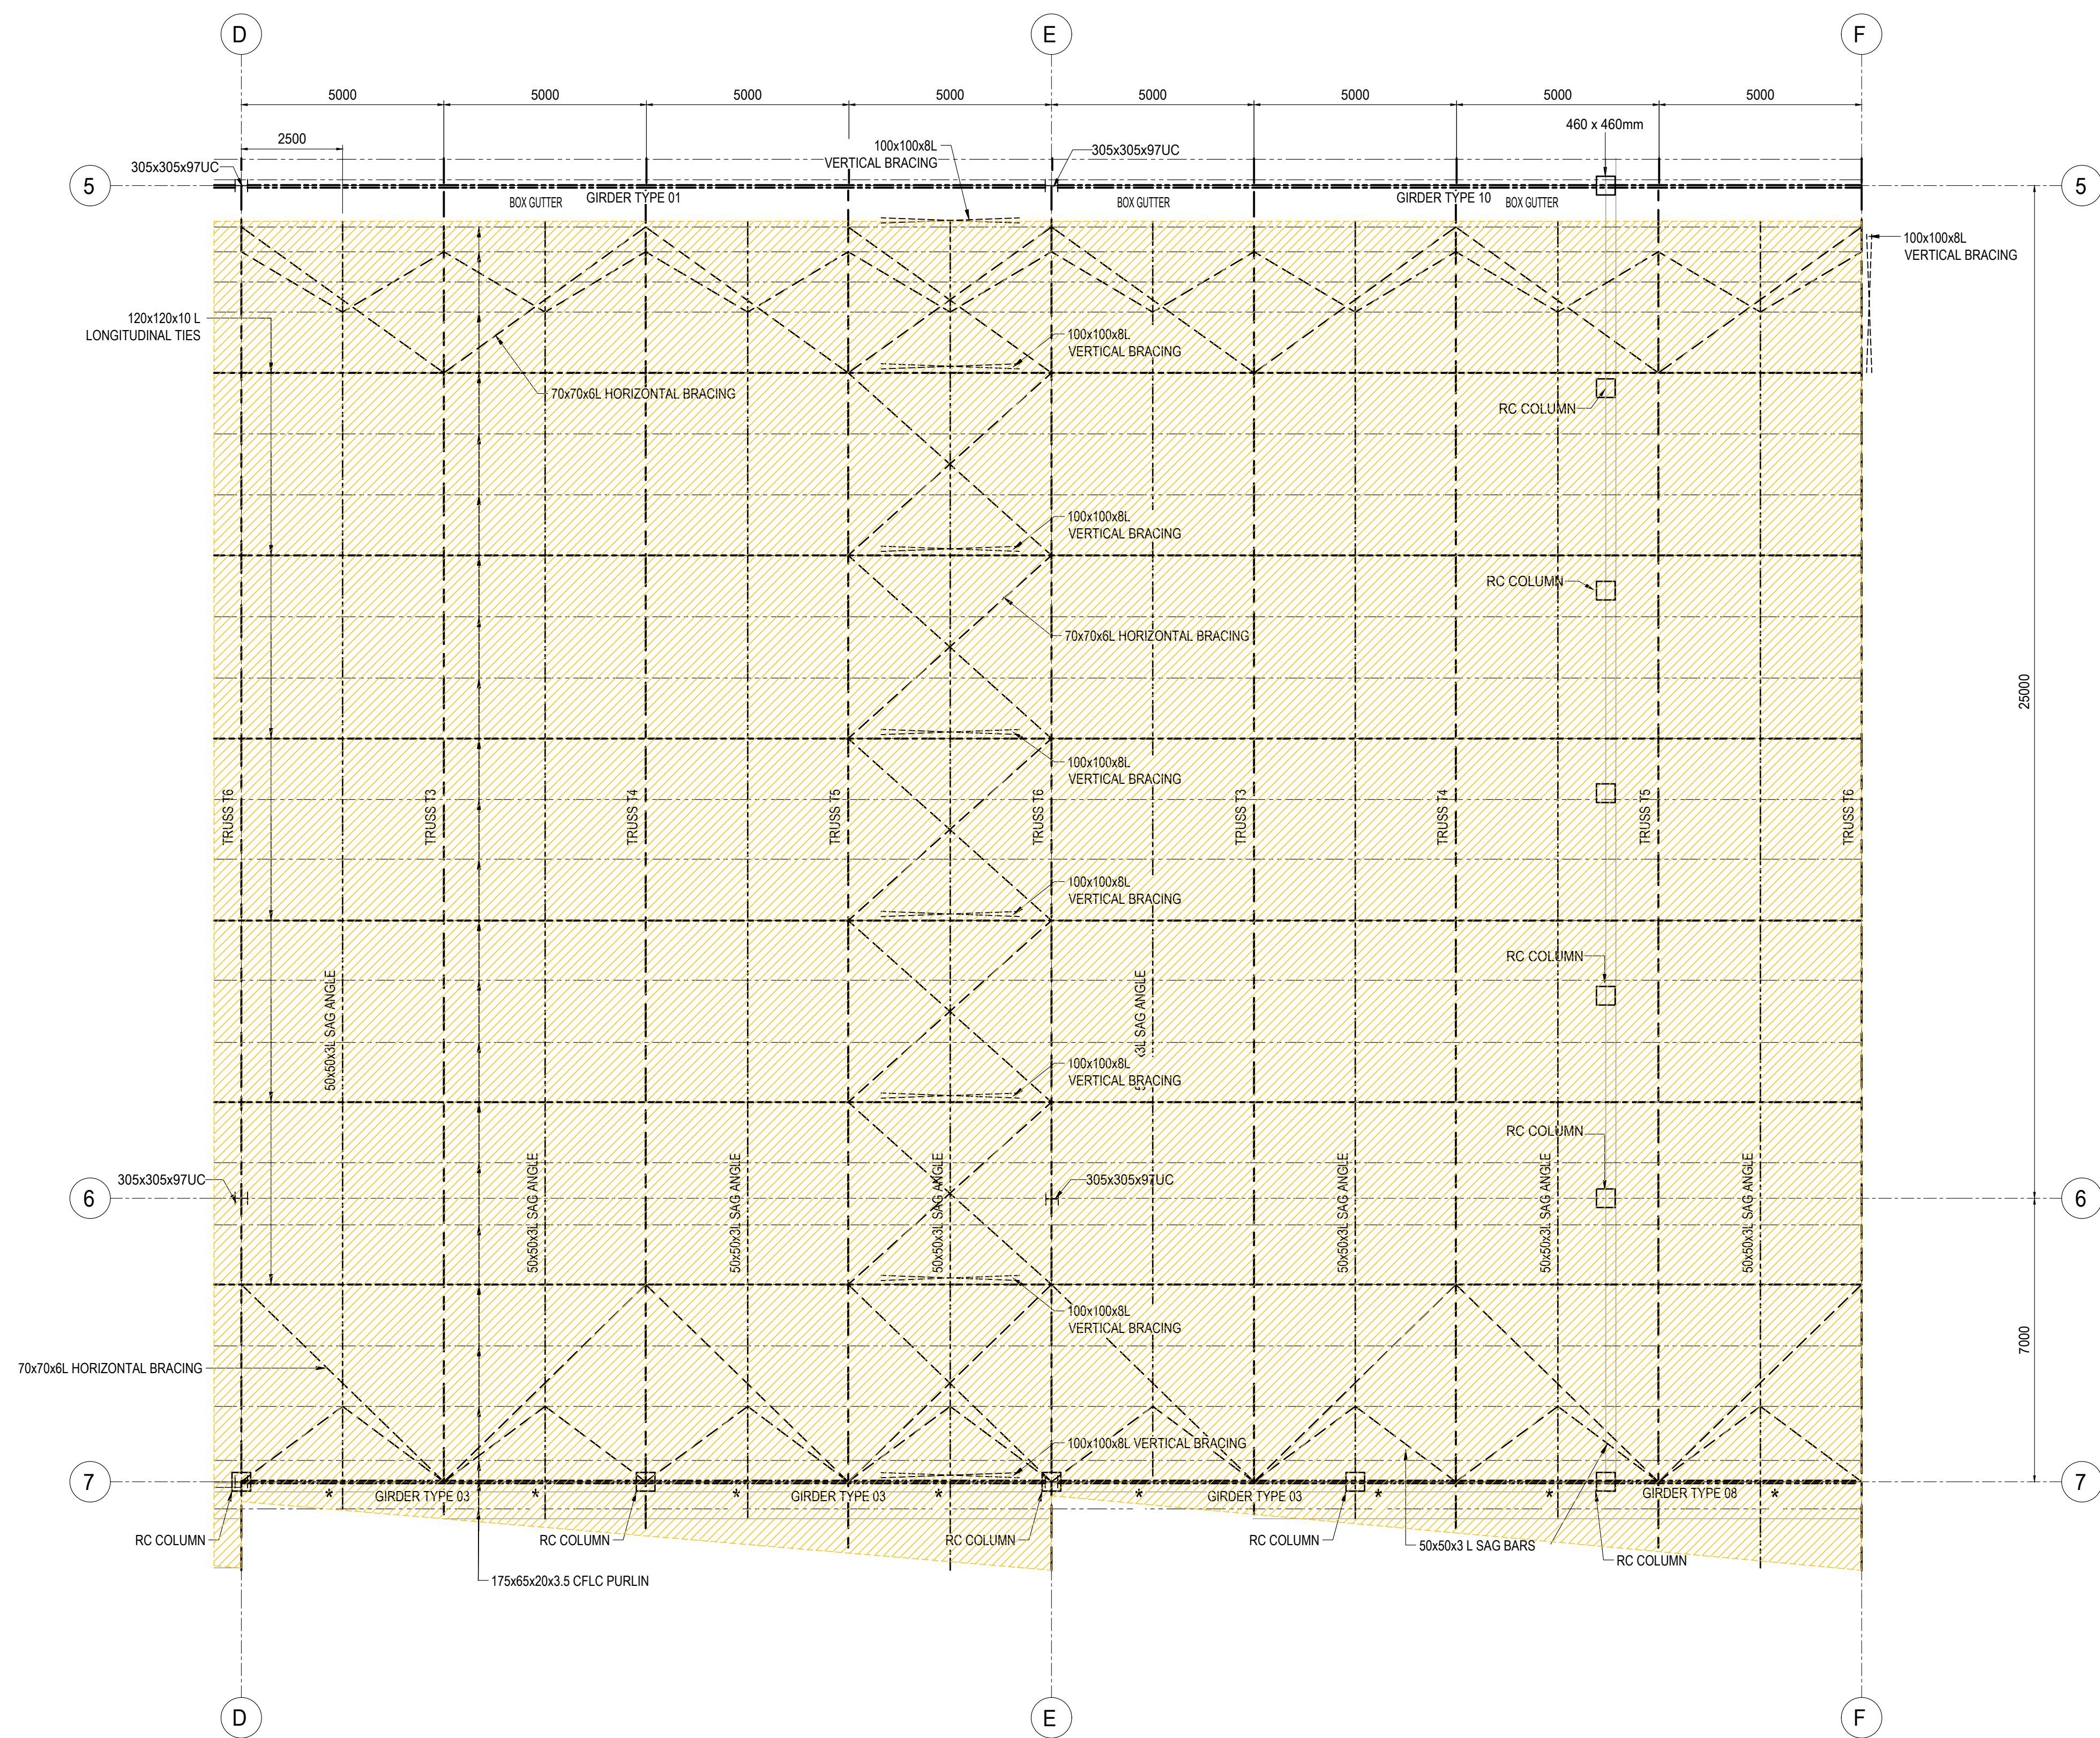 D
E
F
5000
5000
5000
5000
5000
5000
5000
5000
2500
460 x 460mm
100x100x8L
VERTICAL BRACING
305x305x97UC
305x305x97UC
5
5
BOX GUTTER
GIRDER TYPE 01
BOX GUTTER
GIRDER TYPE 10
BOX GUTTER
100x100x8L
VERTICAL BRACING
120x120x10 L
LONGITUDINAL TIES
100x100x8L
VERTICAL BRACING
70x70x6L HORIZONTAL BRACING
RC COLUMN
100x100x8L
VERTICAL BRACING
RC COLUMN
70x70x6L HORIZONTAL BRACING
25000
100x100x8L
VERTICAL BRACING
TRUSS T6
TRUSS T3
TRUSS T4
TRUSS T5
TRUSS T6
TRUSS T3
TRUSS T4
TRUSS T5
TRUSS T6
100x100x8L
VERTICAL BRACING
RC COLUMN
50x50x3L SAG ANGLE
x3L SAG ANGLE
100x100x8L
VERTICAL BRACING
RC COLUMN
305x305x97UC
305x305x97UC
6
6
50x50x3L SAG ANGLE
50x50x3L SAG ANGLE
50x50x3L SAG ANGLE
50x50x3L SAG ANGLE
50x50x3L SAG ANGLE
50x50x3L SAG ANGLE
100x100x8L
VERTICAL BRACING
7000
70x70x6L HORIZONTAL BRACING
100x100x8L VERTICAL BRACING
7
7
* GIRDER TYPE 03 *
* GIRDER TYPE 03 *
* GIRDER TYPE 03 *
* GIRDER TYPE 08 *
RC COLUMN
RC COLUMN
RC COLUMN
RC COLUMN
50x50x3 L SAG BARS
RC COLUMN
175x65x20x3.5 CFLC PURLIN
D
E
F